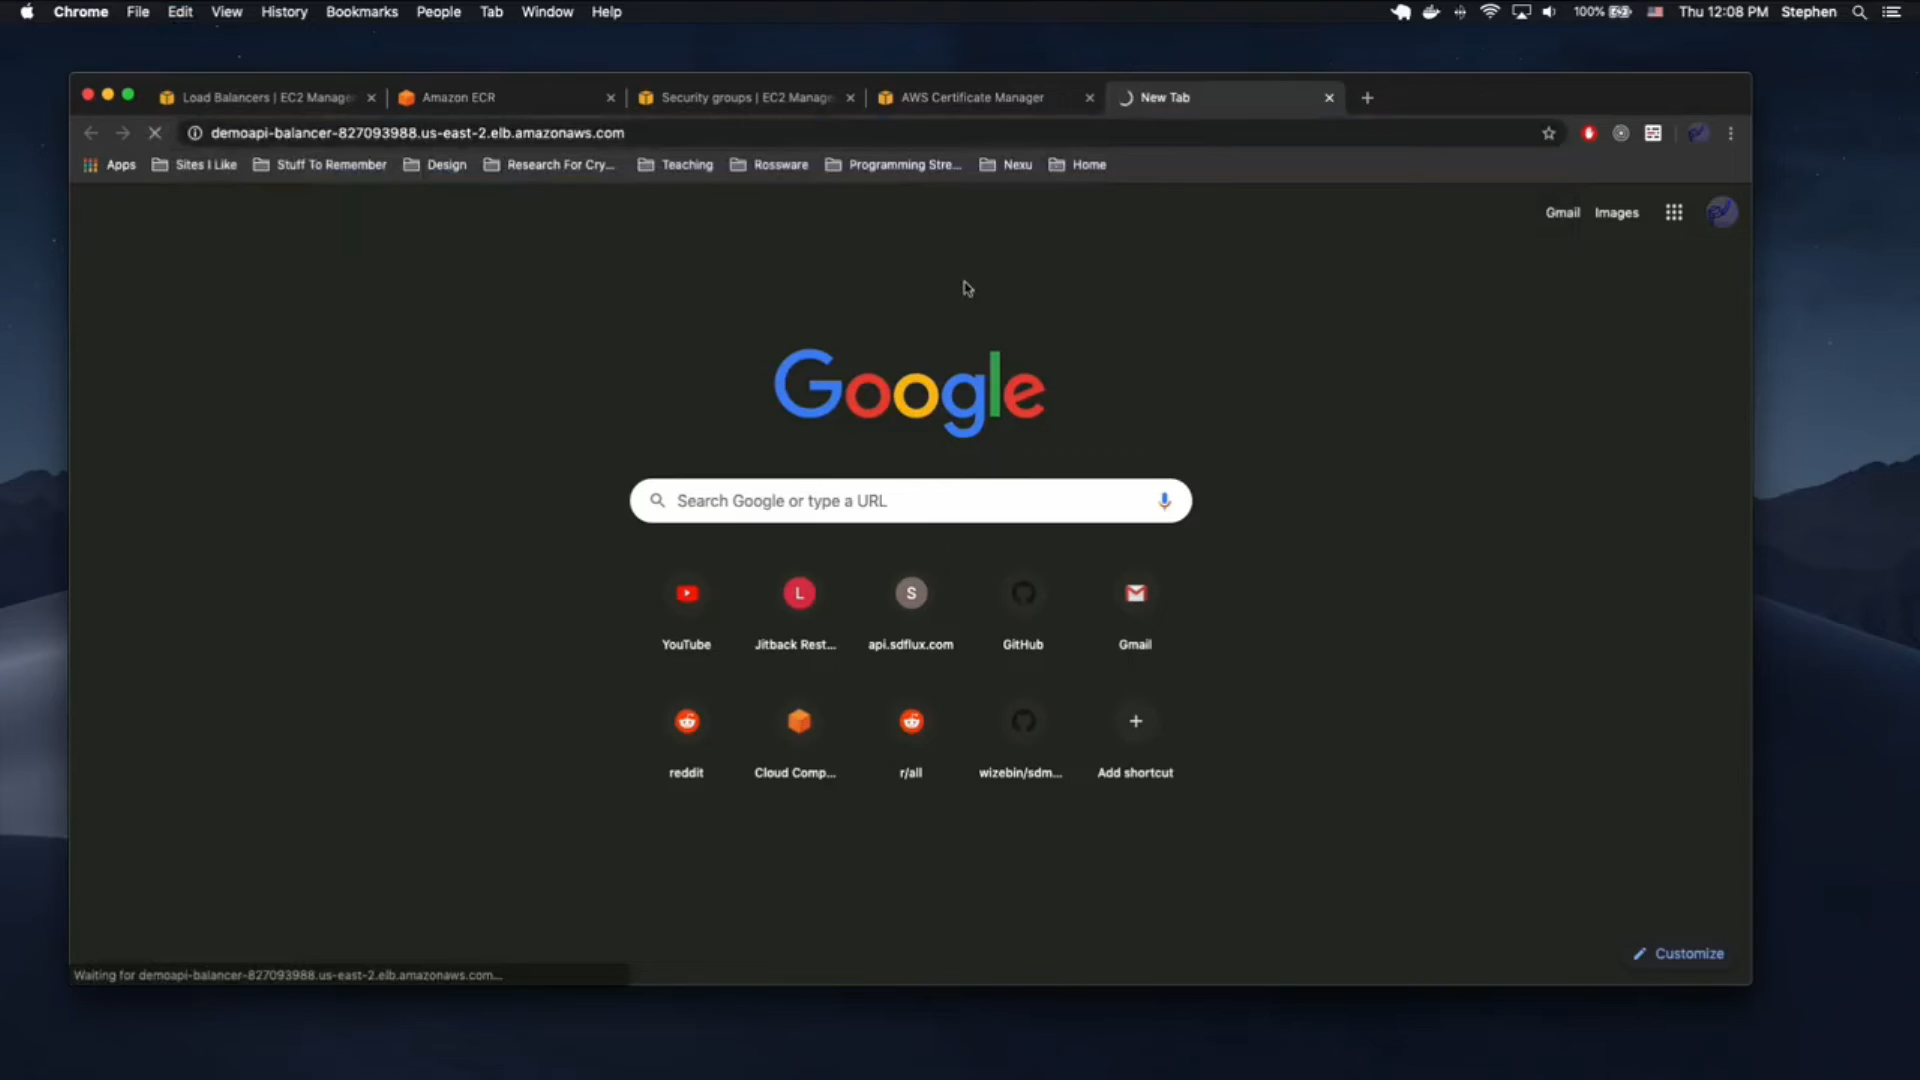 Chrome File Edit View History Bookmarks People Tab Window Help 100% Thu 12:08 PM Stephen
Load Balancers | EC2 Manage Amazon ECR Security groups | EC2 Manag AWS Certificate Manager New Tab
demoapi-balancer-827093988.us-east-2.elb.amazonaws.com
Apps Sites I Like Stuff To Remember Design Research For Cry... Teaching Rossware Programming Stre... Nexu Home
Gmail Images
Google
Search Google or type a URL
L S
YouTube Jitback Rest... api.sdflux.com GitHub Gmail
reddit Cloud Comp... r/all wizebin/sdm... Add shortcut
Customize
Waiting for demoapi-balancer-827093988.us-east-2.elb.amazonaws.com...